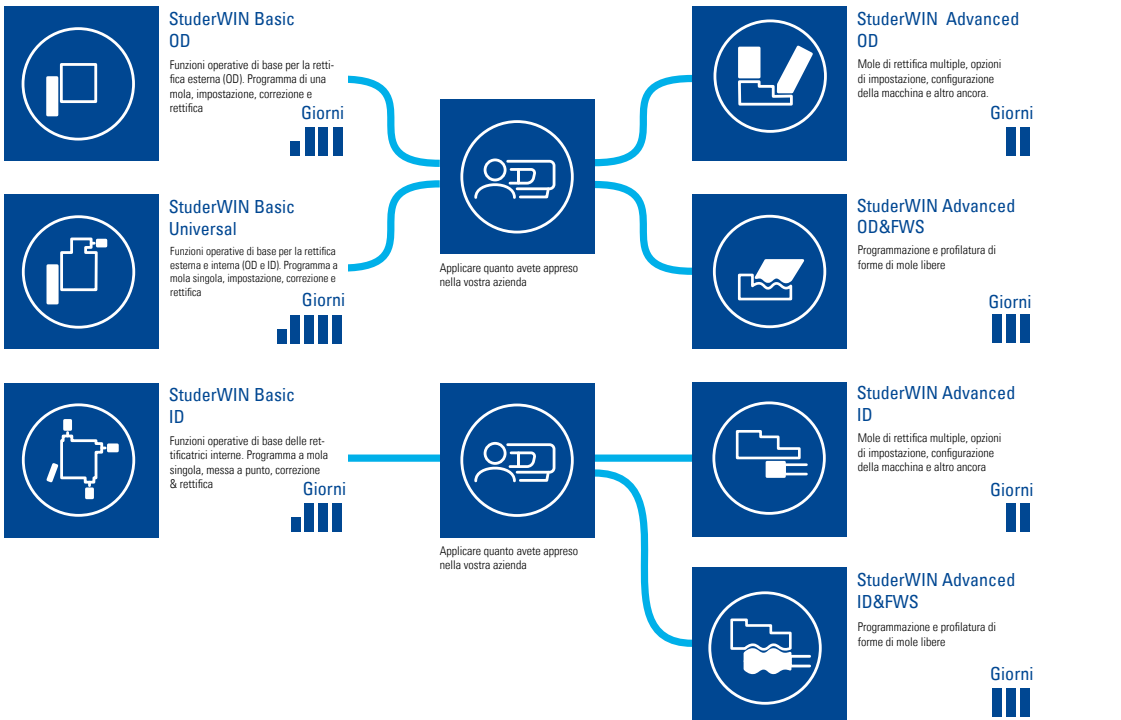 StuderWIN Basic
OD
Funzioni operative di base per la retti-
fica esterna (OD). Programma di una
mola, impostazione, correzione e
rettifica
Giorni
StuderWIN Basic
Universal
Funzioni operative di base per la rettifica
esterna e interna (OD e ID). Programma a
mola singola, impostazione, correzione e
rettifica
Giorni
Applicare quanto avete appreso
nella vostra azienda
StuderWIN Advanced
OD
Mole di rettifica multiple, opzioni
di impostazione, configurazione
della macchina e altro ancora.
Giorni
StuderWIN Advanced
OD&FWS
Programmazione e profilatura di
forme di mole libere
Giorni
StuderWIN Basic
ID
Funzioni operative di base delle ret-
tificatrici interne. Programma a mola
singola, messa a punto, correzione
& rettifica
Giorni
Applicare quanto avete appreso
nella vostra azienda
StuderWIN Advanced
ID
Mole di rettifica multiple, opzioni
di impostazione, configurazione
della macchina e altro ancora
Giorni
StuderWIN Advanced
ID&FWS
Programmazione e profilatura di
forme di mole libere
Giorni